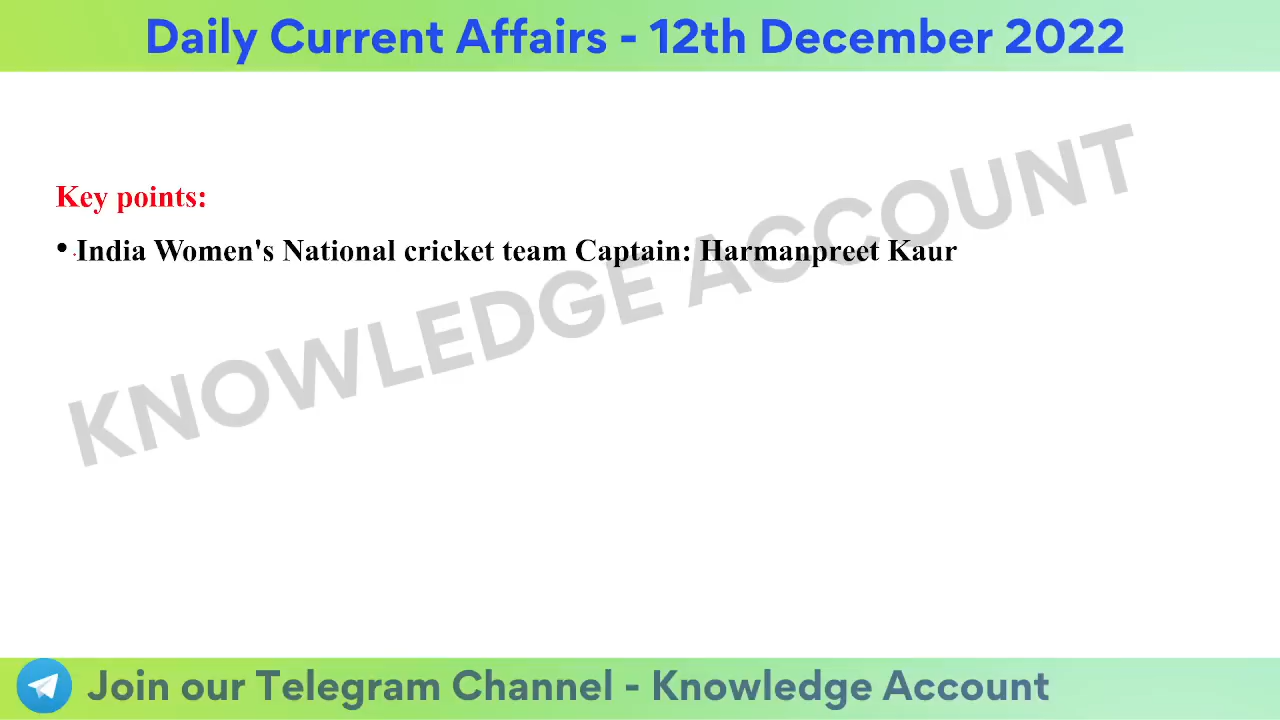 Daily Current Affairs - 12th December 2022
Key points:
• India Women's National cricket team Captain: Harmanpreet Kaur
KNOWLEDGE ACCOUNT
Join our Telegram Channel - Knowledge Account